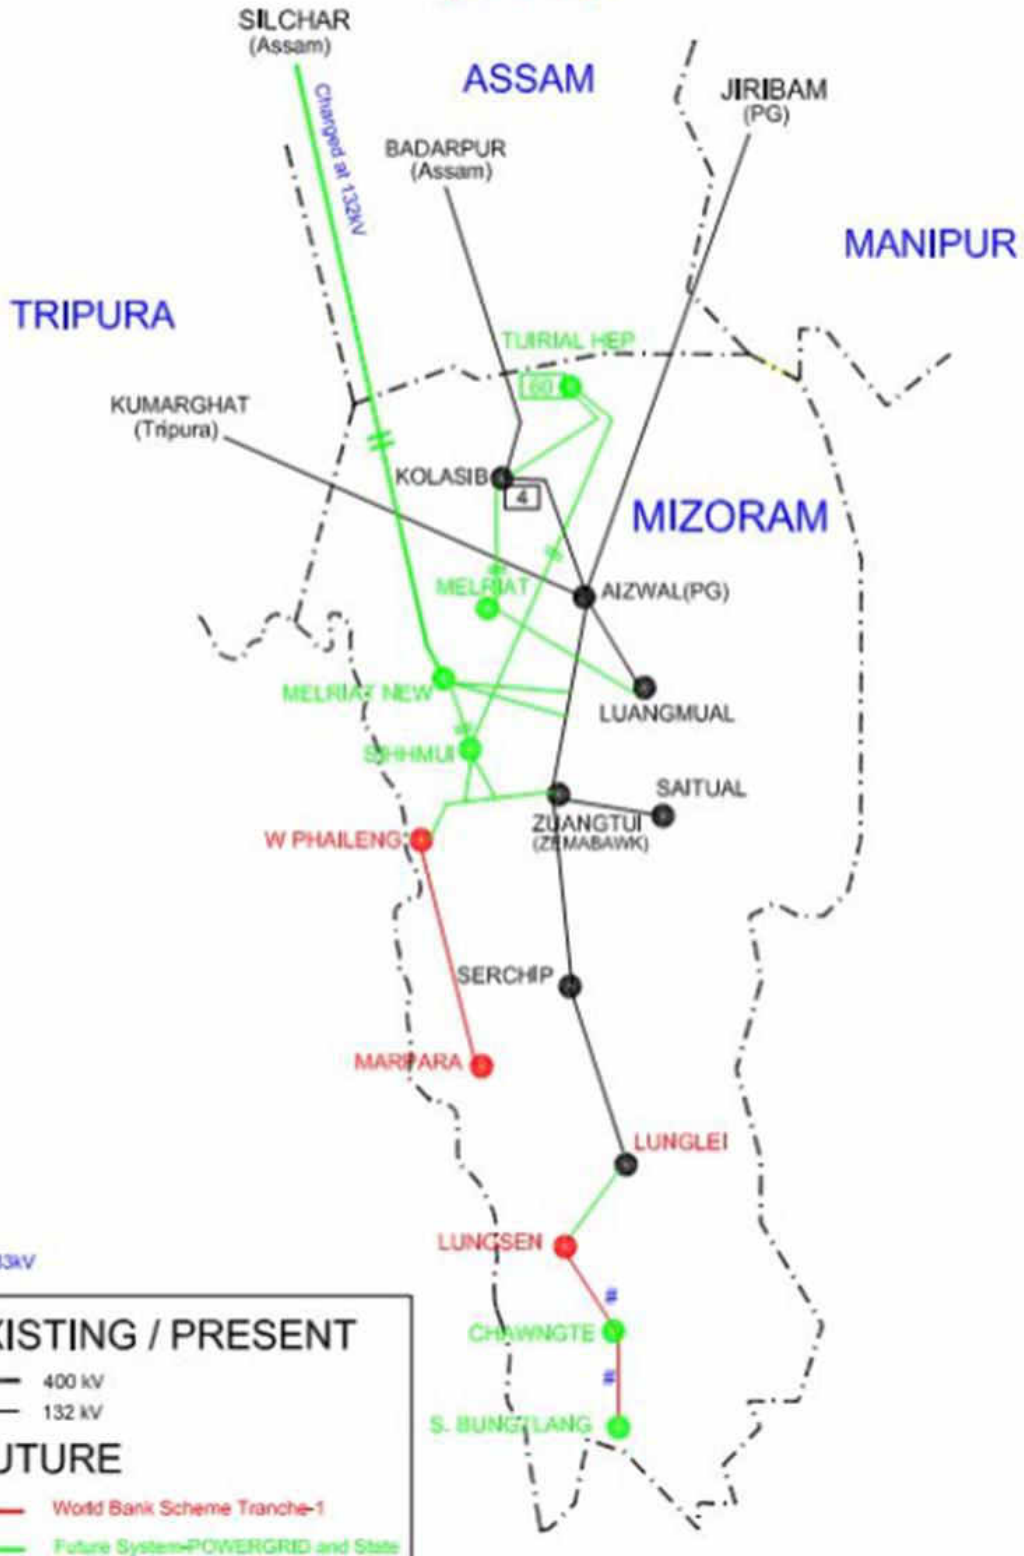 SILCHAR
(Assam)
ASSAM
JIRIBAM
(PG)
Charged at 132kV
BADARPUR
(Assam)
MANIPUR
TRIPURA
TUIRIAL HEP
60
KUMARGHAT
(Tripura)
KOLASIB
4
MIZORAM
MELRIAT
AIZWAL(PG)
MELRIAT NEW
LUANGMUAL
SIHHMUI
SAITUAL
ZUANGTUI
(ZEMABAWK)
W PHAILENG
SERCHIP
MARPARA
LUNGLEI
LUNGSEN
CHAWNGTE
S. BUNGTLANG
3kV
XISTING / PRESENT
400 kV
132 kV
UTURE
World Bank Scheme Tranche-1
Future System-POWERGRID and State